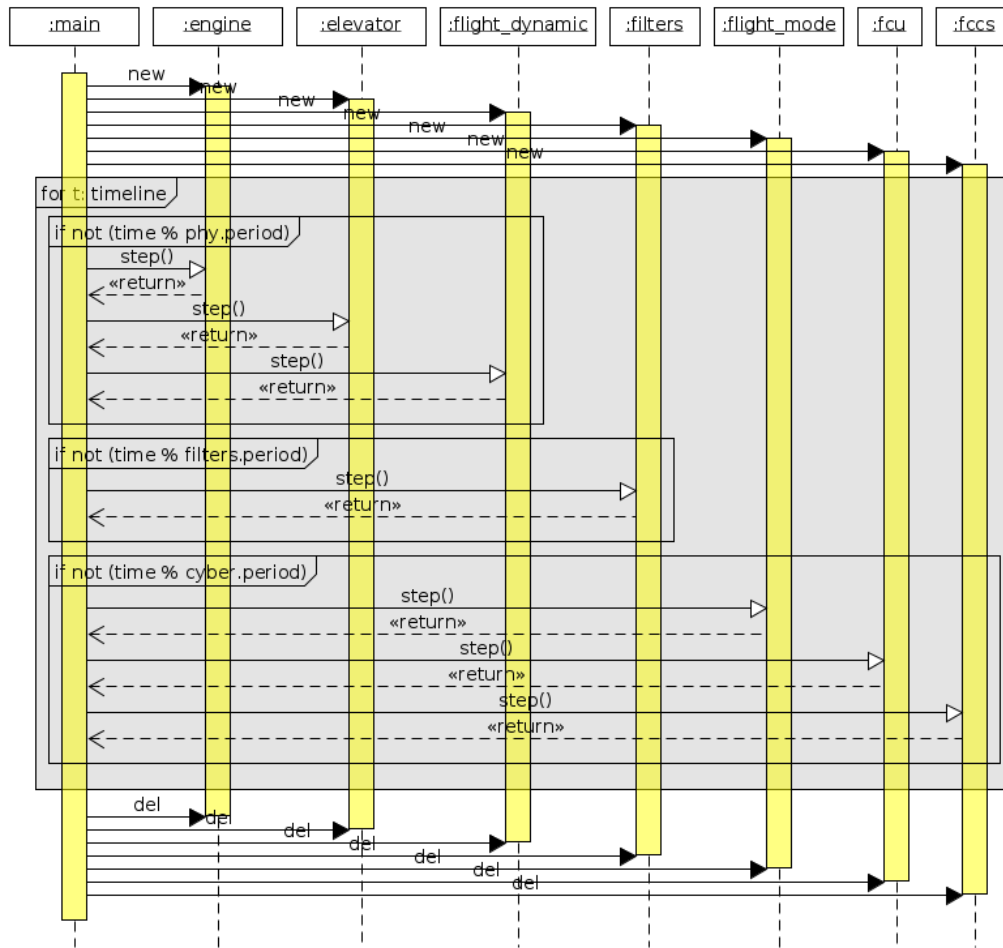 :main
:engine
:elevator
:flight_dynamic
:filters
:flight_mode
:fcu
:fccs
new
new
new
new
new
new
new
for t: timeline
if not (time % phy.period)
step()
«return»
step()
«return»
step()
«return»
if not (time % filters.period)
step()
«return»
if not (time % cyber.period)
step()
«return»
step()
«return»
step()
«return»
del
del
del
del
del
del
del